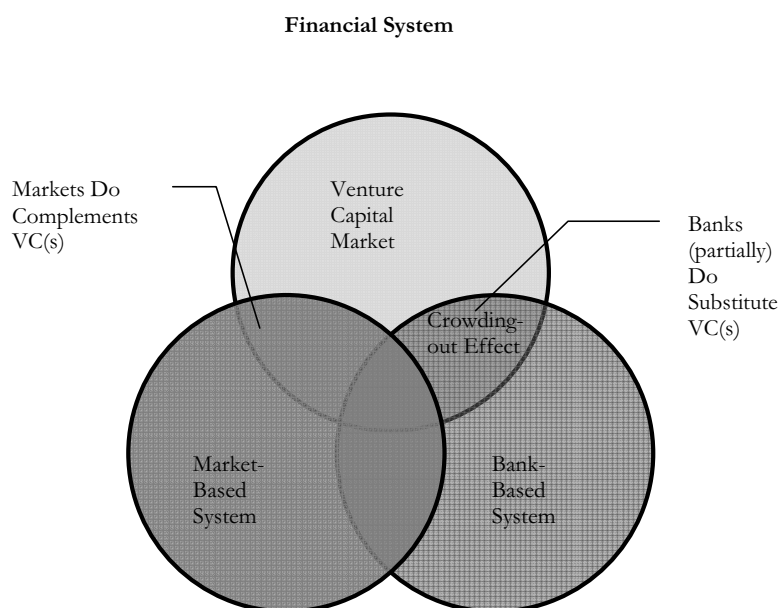 Financial System
Markets Do
Complements
VC(s)
Venture
Capital
Market
Banks
(partially)
Do
Substitute
VC(s)
Crowding-
out Effect
Market-
Based
System
Bank-
Based
System